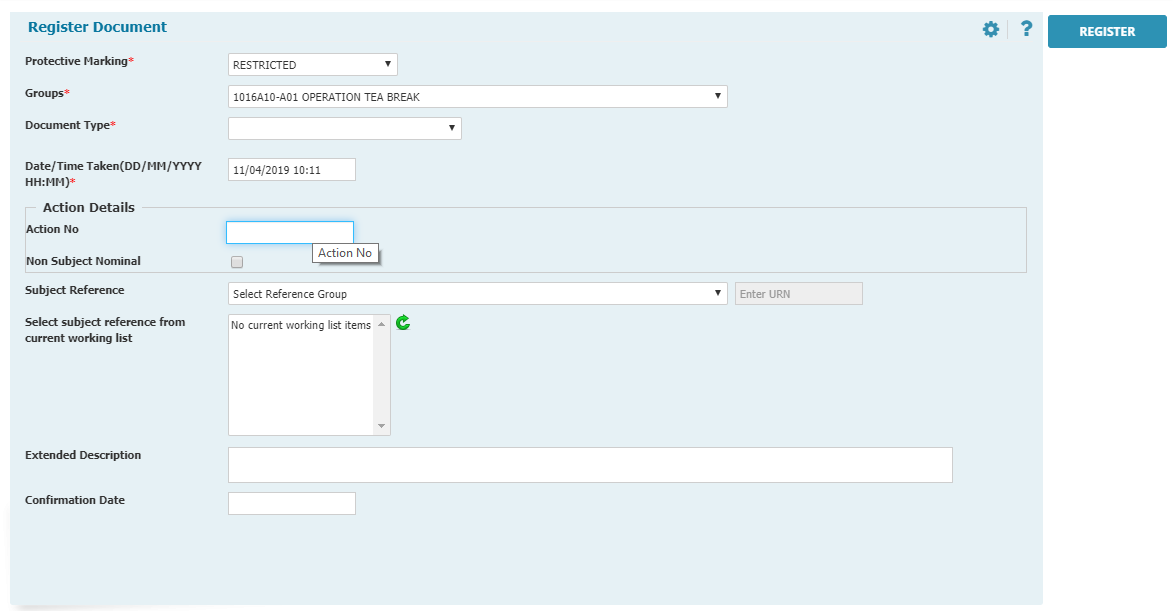 Register Document
?
REGISTER
Protective Marking*
RESTRICTED
Groups*
1016A10-A01 OPERATION TEA BREAK
Document Type*
Date/Time Taken(DD/MM/YYYY
HH:MM)*
11/04/2019 10:11
Action Details
Action No
Action No
Non Subject Nominal
Subject Reference
Select Reference Group
Enter URN
Select subject reference from
current working list
No current working list items
Extended Description
Confirmation Date